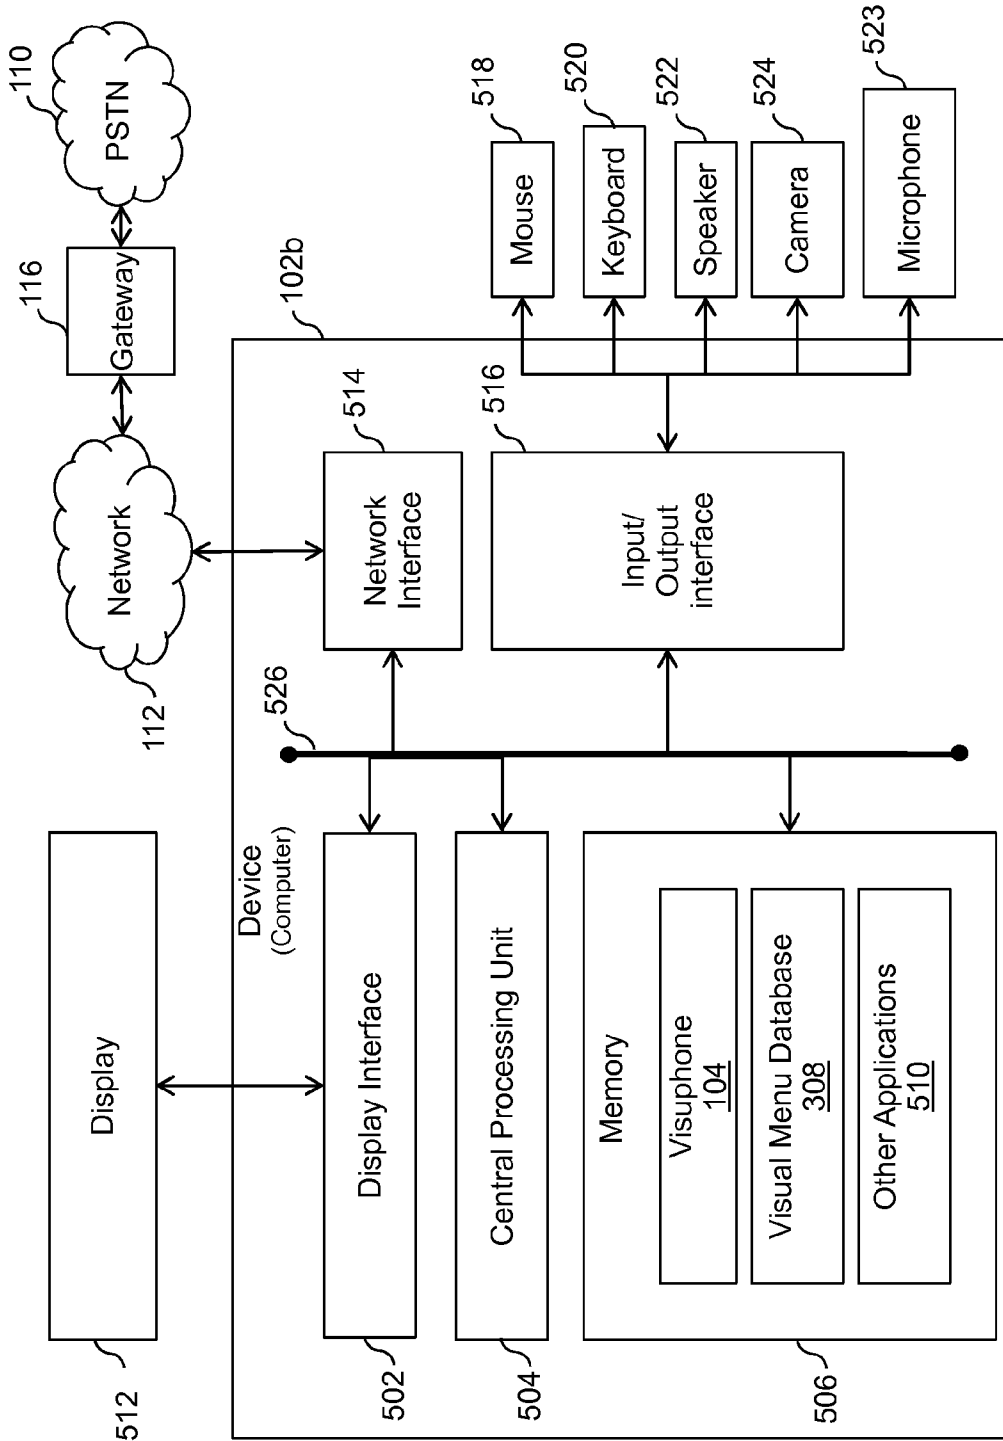 512
Display
112
Network
116
Gateway
110
PSTN
102b
Device
(Computer)
502
Display Interface
504
Central Processing Unit
506
Memory
Visuphone
104
Visual Menu Database
308
Other Applications
510
526
514
Network
Interface
516
Input/
Output
interface
518
Mouse
520
Keyboard
522
Speaker
524
Camera
523
Microphone